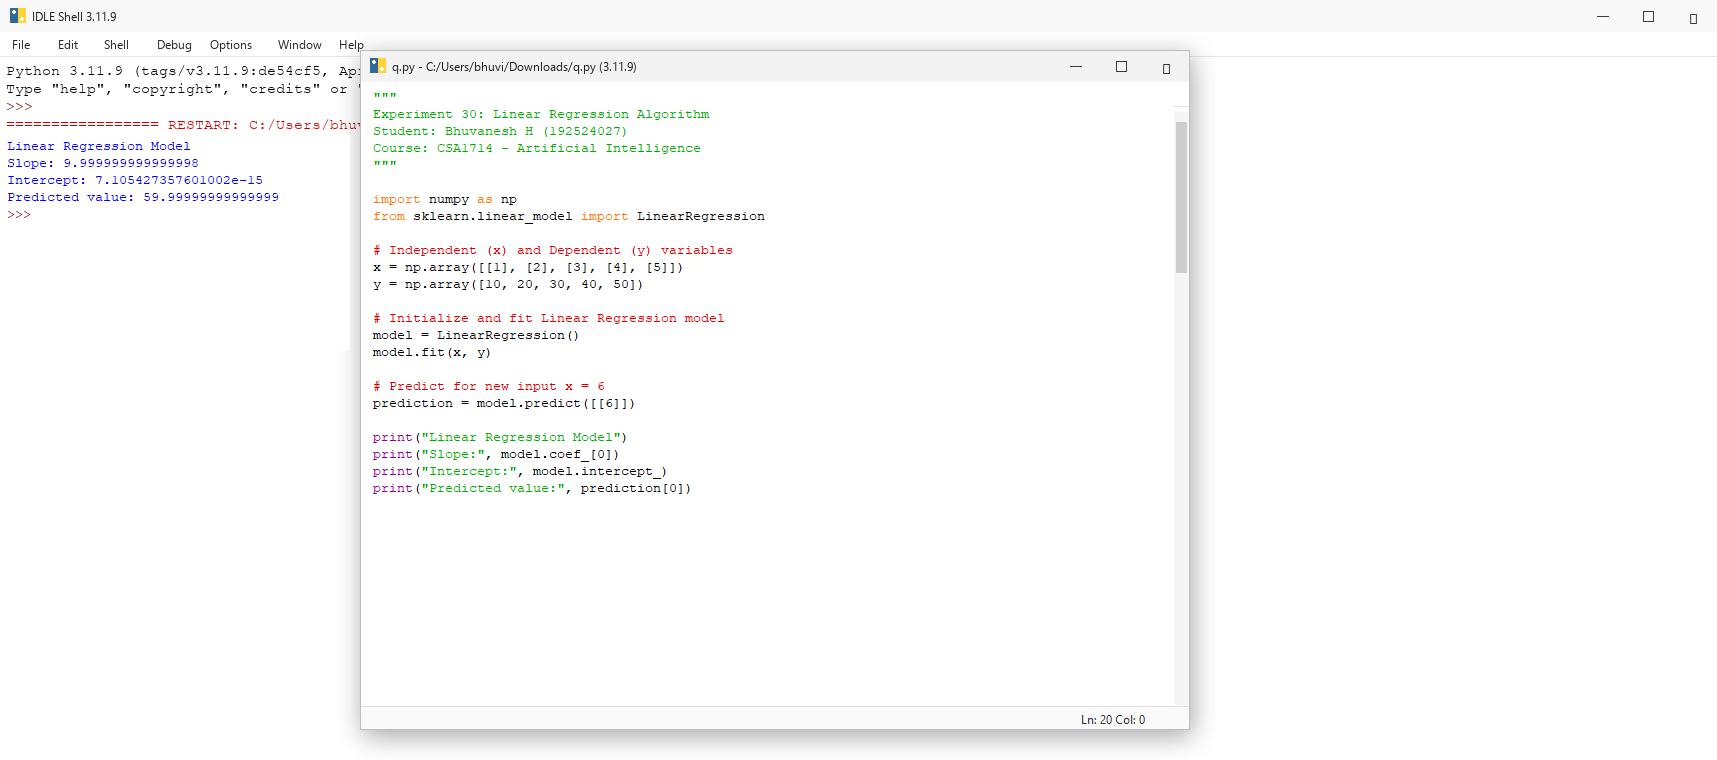 IDLE Shell 3.11.9
File Edit Shell Debug Options Window Help
Python 3.11.9 (tags/v3.11.9:de54cf5,
Type "help", "copyright", "credits" or
>>>
================= RESTART: C:/Users/bhuv
Linear Regression Model
Slope: 9.999999999999998
Intercept: 7.105427357601002e-15
Predicted value: 59.99999999999999
>>>
q.py - C:/Users/bhuvi/Downloads/q.py (3.11.9)
"""
Experiment 30: Linear Regression Algorithm
Student: Bhuvanesh H (192524027)
Course: CSA1714 - Artificial Intelligence
"""
import numpy as np
from sklearn.linear_model import LinearRegression
# Independent (x) and Dependent (y) variables
x = np.array([[1], [2], [3], [4], [5]])
y = np.array([10, 20, 30, 40, 50])
# Initialize and fit Linear Regression model
model = LinearRegression()
model.fit(x, y)
# Predict for new input x = 6
prediction = model.predict([[6]])
print("Linear Regression Model")
print("Slope:", model.coef_[0])
print("Intercept:", model.intercept_)
print("Predicted value:", prediction[0])
Ln: 20 Col: 0